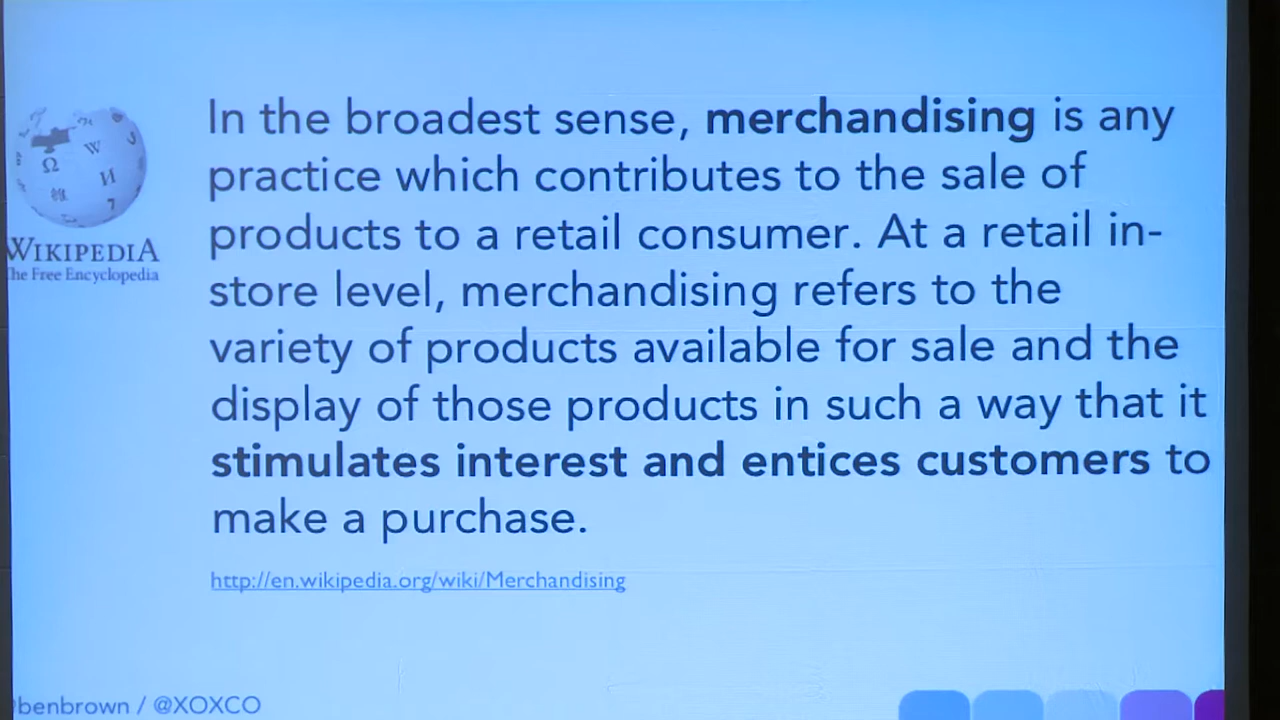 In the broadest sense, merchandising is any
practice which contributes to the sale of
products to a retail consumer. At a retail in-
store level, merchandising refers to the
variety of products available for sale and the
display of those products in such a way that it
stimulates interest and entices customers to
make a purchase.
http://en.wikipedia.org/wiki/Merchandising
WIKIPEDIA
The Free Encyclopedia
benbrown / @XOXCO